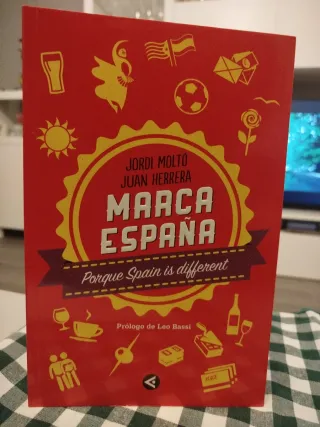 JORDI MOLTÓ
JUAN HERRERA
MARCA
ESPAÑA
Porque Spain is different
Prólogo de Leo Bassi